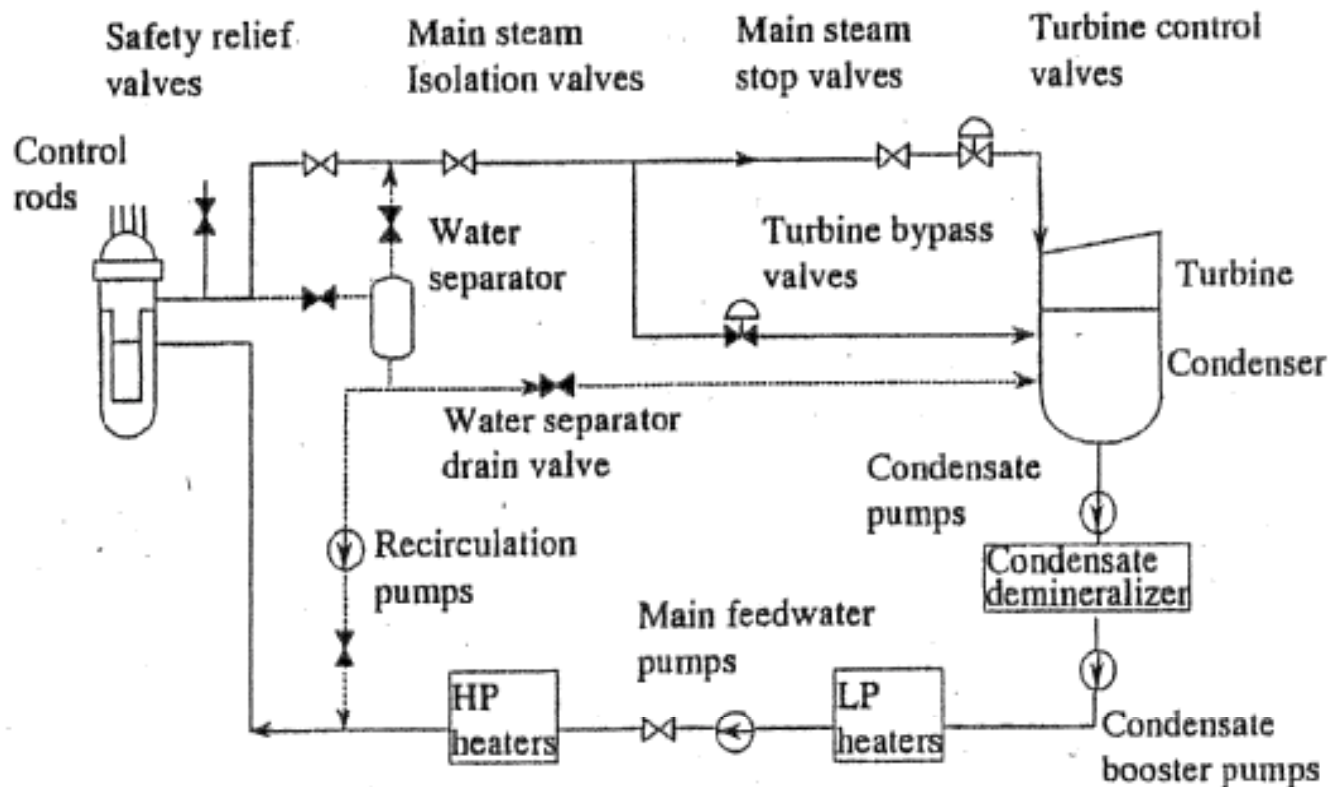 Safety relief
valves
Main steam
Isolation valves
Main steam
stop valves
Turbine control
valves
Control
rods
Water
separator
Turbine bypass
valves
Turbine
Condenser
Water separator
drain valve
Condensate
pumps
Recirculation
pumps
Condensate
demineralizer
Main feedwater
pumps
HP
heaters
LP
heaters
Condensate
booster pumps